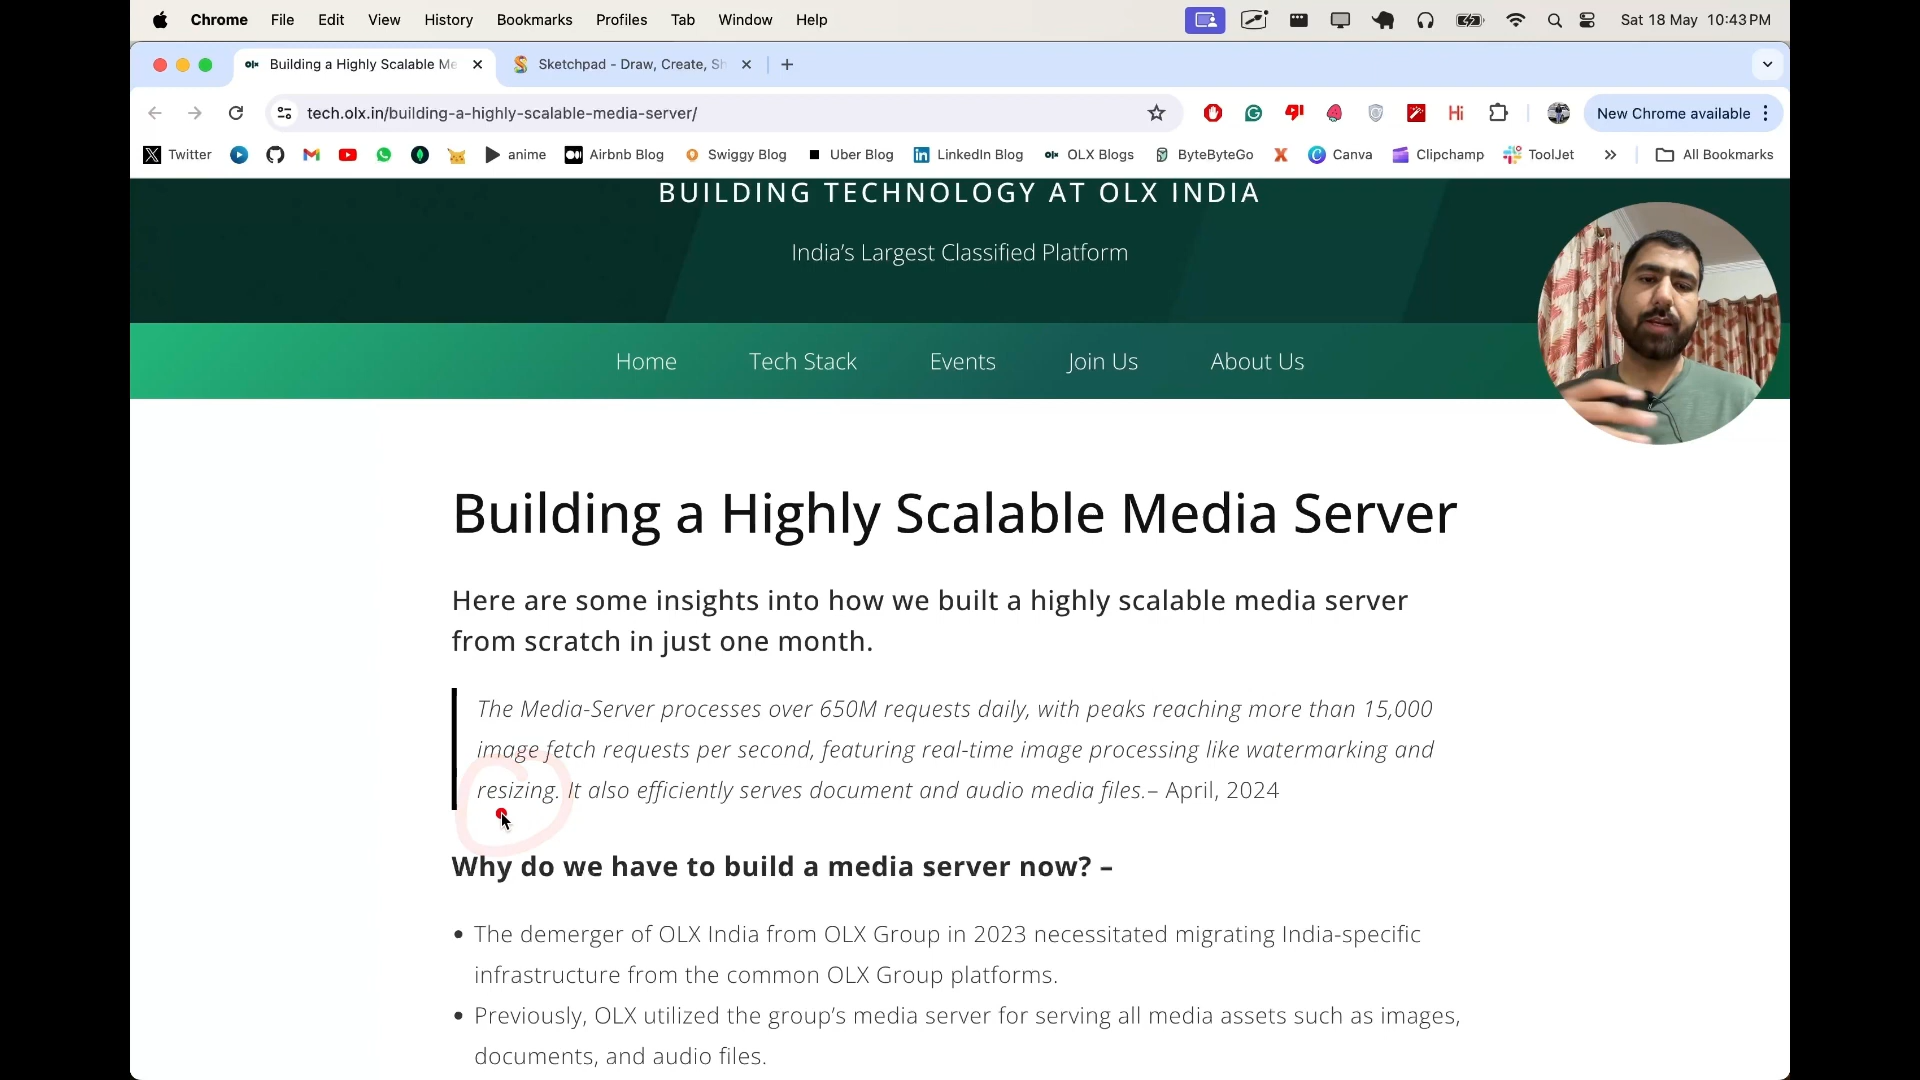 Chrome File Edit View History Bookmarks Profiles Tab Window Help Sat 18 May 10:43 PM
olx Building a Highly Scalable Me Sketchpad - Draw, Create, Sh
tech.olx.in/building-a-highly-scalable-media-server/ Hi New Chrome available
Twitter anime Airbnb Blog Swiggy Blog Uber Blog LinkedIn Blog OLX Blogs ByteByteGo Canva Clipchamp ToolJet All Bookmarks
BUILDING TECHNOLOGY AT OLX INDIA
India’s Largest Classified Platform
Home Tech Stack Events Join Us About Us
Building a Highly Scalable Media Server
Here are some insights into how we built a highly scalable media server
from scratch in just one month.
The Media-Server processes over 650M requests daily, with peaks reaching more than 15,000
image fetch requests per second, featuring real-time image processing like watermarking and
resizing. It also efficiently serves document and audio media files.– April, 2024
Why do we have to build a media server now? –
• The demerger of OLX India from OLX Group in 2023 necessitated migrating India-specific
infrastructure from the common OLX Group platforms.
• Previously, OLX utilized the group’s media server for serving all media assets such as images,
documents, and audio files.